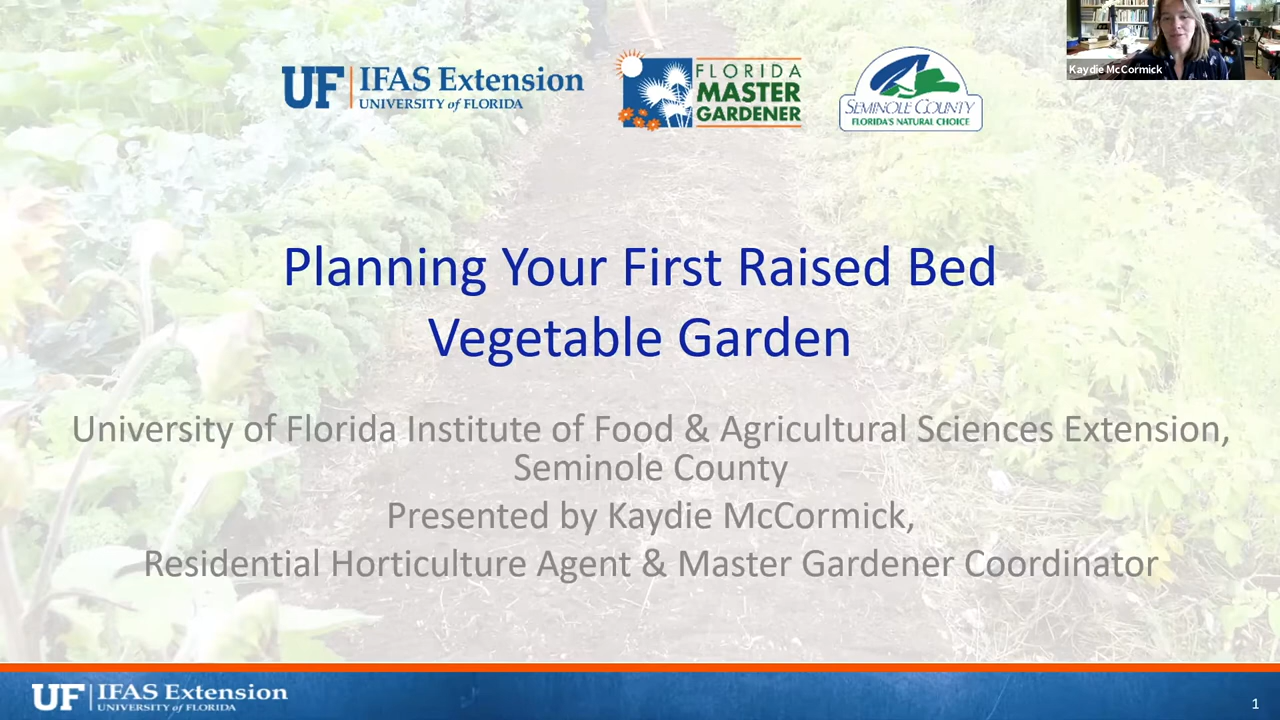 UF IFAS Extension
UNIVERSITY of FLORIDA
FLORIDA
MASTER
GARDENER
SEMINOLE COUNTY
FLORIDA'S NATURAL CHOICE
Kaydie McCormick
Planning Your First Raised Bed
Vegetable Garden
University of Florida Institute of Food & Agricultural Sciences Extension,
Seminole County
Presented by Kaydie McCormick,
Residential Horticulture Agent & Master Gardener Coordinator
UF IFAS Extension
UNIVERSITY of FLORIDA
1